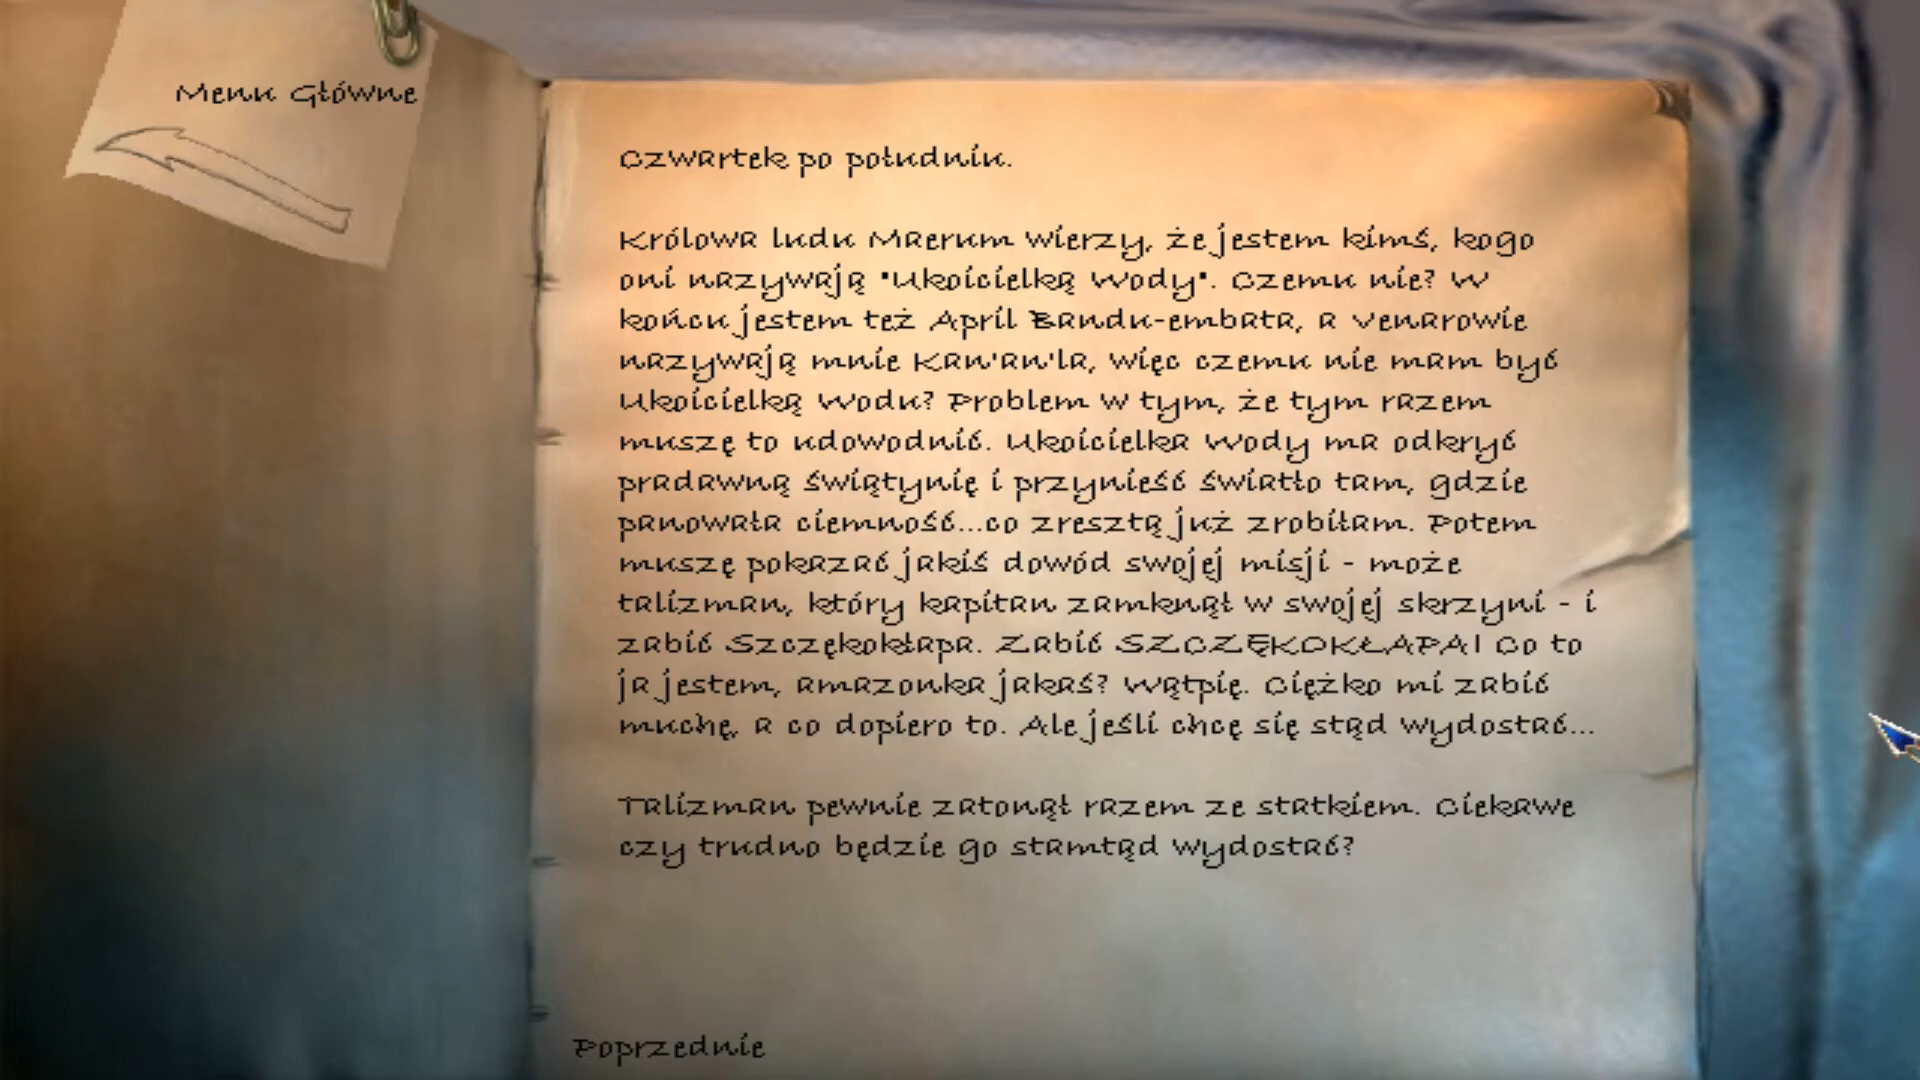 Menu Główne
Czwartek po południu.
Królowa ludu Maerum wierzy, że jestem kimś, kogo
oni nazywają "Ukoicielką Wody". Czemu nie? W
końcu jestem też April Bandu-embata, a Venarowie
nazywają mnie Kan'an'la, więc czemu nie mam być
Ukoicielką Wodu? Problem w tym, że tym razem
muszę to udowodnić. Ukoicielka Wody ma odkryć
pradawną świątynię i przynieść światło tam, gdzie
panowała ciemność...co zresztą już zrobiłam. Potem
muszę pokazać jakiś dowód swojej misji - może
talizman, który kapitan zamknął w swojej skrzyni - i
zabić Szczękokłapa. Zabić SZCZĘKOKŁAPA! Co to
ja jestem, amazonka jakaś? Wątpię. Ciężko mi zabić
muchę, a co dopiero to. Ale jeśli chcę się stąd wydostać...
Talizman pewnie zatonął razem ze statkiem. Ciekawe
czy trudno będzie go stamtąd wydostać?
Poprzednie